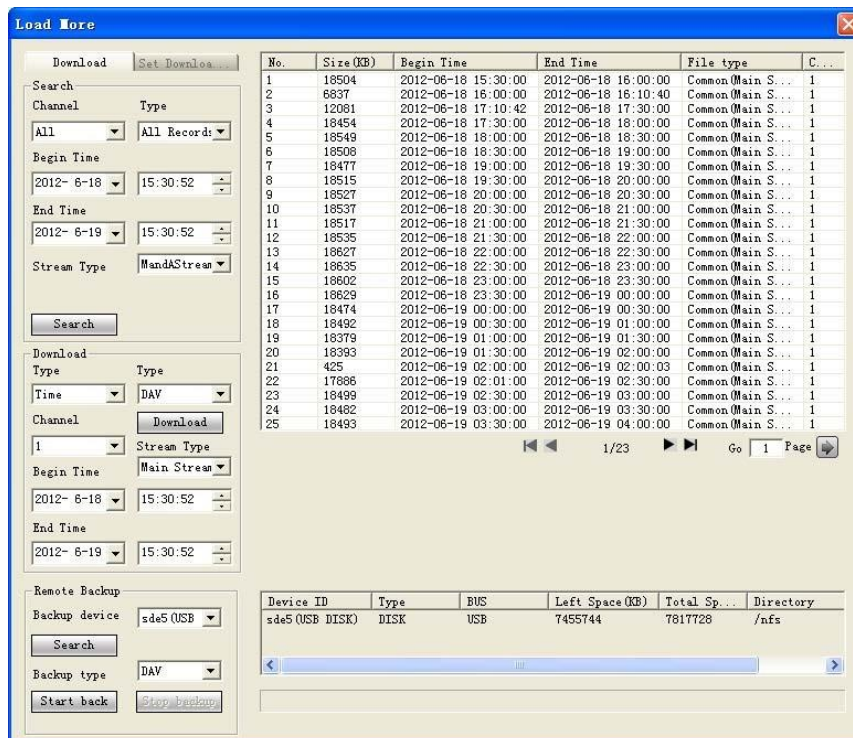 Load More
Download
Set Downloa...
Search
Channel Type
All All Record:
Begin Time
2012- 6-18 15:30:52
End Time
2012- 6-19 15:30:52
Stream Type MandAStream
Search
Download
Type Type
Time DAV
Channel Download
1 Stream Type
Begin Time Main Stream
2012- 6-18 15:30:52
End Time
2012- 6-19 15:30:52
Remote Backup
Backup device sde5(USB
Search
Backup type DAV
Start back Stop backup
No. Size(KB) Begin Time End Time File type C...
1 18504 2012-06-18 15:30:00 2012-06-18 16:00:00 Common(Main S... 1
2 6837 2012-06-18 16:00:00 2012-06-18 16:10:40 Common(Main S... 1
3 12081 2012-06-18 17:10:42 2012-06-18 17:30:00 Common(Main S... 1
4 18454 2012-06-18 17:30:00 2012-06-18 18:00:00 Common(Main S... 1
5 18549 2012-06-18 18:00:00 2012-06-18 18:30:00 Common(Main S... 1
6 18508 2012-06-18 18:30:00 2012-06-18 19:00:00 Common(Main S... 1
7 18477 2012-06-18 19:00:00 2012-06-18 19:30:00 Common(Main S... 1
8 18515 2012-06-18 19:30:00 2012-06-18 20:00:00 Common(Main S... 1
9 18527 2012-06-18 20:00:00 2012-06-18 20:30:00 Common(Main S... 1
10 18537 2012-06-18 20:30:00 2012-06-18 21:00:00 Common(Main S... 1
11 18517 2012-06-18 21:00:00 2012-06-18 21:30:00 Common(Main S... 1
12 18535 2012-06-18 21:30:00 2012-06-18 22:00:00 Common(Main S... 1
13 18627 2012-06-18 22:00:00 2012-06-18 22:30:00 Common(Main S... 1
14 18635 2012-06-18 22:30:00 2012-06-18 23:00:00 Common(Main S... 1
15 18602 2012-06-18 23:00:00 2012-06-18 23:30:00 Common(Main S... 1
16 18629 2012-06-18 23:30:00 2012-06-19 00:00:00 Common(Main S... 1
17 18474 2012-06-19 00:00:00 2012-06-19 00:30:00 Common(Main S... 1
18 18492 2012-06-19 00:30:00 2012-06-19 01:00:00 Common(Main S... 1
19 18379 2012-06-19 01:00:00 2012-06-19 01:30:00 Common(Main S... 1
20 18393 2012-06-19 01:30:00 2012-06-19 02:00:00 Common(Main S... 1
21 425 2012-06-19 02:00:00 2012-06-19 02:00:03 Common(Main S... 1
22 17886 2012-06-19 02:01:00 2012-06-19 02:30:00 Common(Main S... 1
23 18499 2012-06-19 02:30:00 2012-06-19 03:00:00 Common(Main S... 1
24 18482 2012-06-19 03:00:00 2012-06-19 03:30:00 Common(Main S... 1
25 18493 2012-06-19 03:30:00 2012-06-19 04:00:00 Common(Main S... 1
1/23 Go 1 Page
Device ID Type BUS Left Space(KB) Total Sp... Directory
sde5(USB DISK) DISK USB 7455744 7817728 /nfs